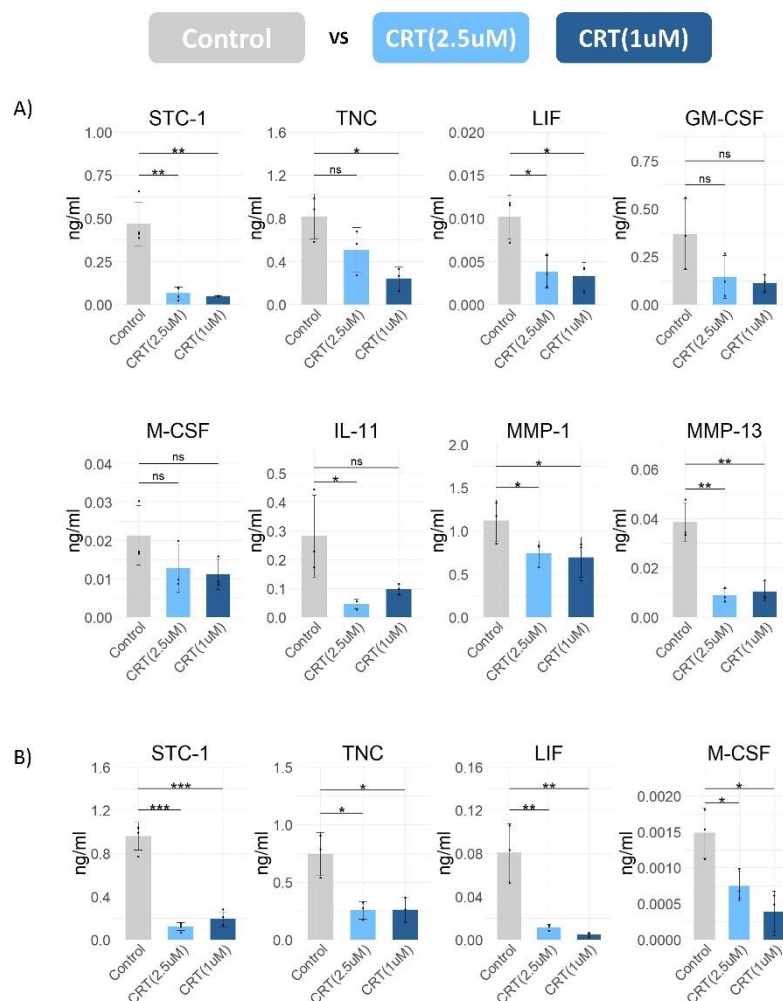 Control vs CRT(2.5uM) CRT(1uM)
A)
STC-1 TNC LIF GM-CSF
1.00
0.75
0.50
0.25
0.00
ng/ml
**
**
Control CRT(2.5uM) CRT(1uM)
1.6
1.2
0.8
0.4
0.0
ng/ml
*
ns
Control CRT(2.5uM) CRT(1uM)
0.020
0.015
0.010
0.005
0.000
ng/ml
*
*
Control CRT(2.5uM) CRT(1uM)
0.75
0.50
0.25
0.00
ng/ml
ns
ns
Control CRT(2.5uM) CRT(1uM)
M-CSF IL-11 MMP-1 MMP-13
0.04
0.03
0.02
0.01
0.00
ng/ml
ns
ns
Control CRT(2.5uM) CRT(1uM)
0.5
0.4
0.3
0.2
0.1
0.0
ng/ml
ns
*
Control CRT(2.5uM) CRT(1uM)
2.0
1.5
1.0
0.5
0.0
ng/ml
*
*
Control CRT(2.5uM) CRT(1uM)
0.06
0.04
0.02
0.00
ng/ml
**
**
Control CRT(2.5uM) CRT(1uM)
B)
STC-1 TNC LIF M-CSF
1.6
1.2
0.8
0.4
0.0
ng/ml
***
***
Control CRT(2.5uM) CRT(1uM)
1.5
1.0
0.5
0.0
ng/ml
*
*
Control CRT(2.5uM) CRT(1uM)
0.16
0.12
0.08
0.04
0.00
ng/ml
**
**
Control CRT(2.5uM) CRT(1uM)
0.0020
0.0015
0.0010
0.0005
0.0000
ng/ml
*
*
Control CRT(2.5uM) CRT(1uM)